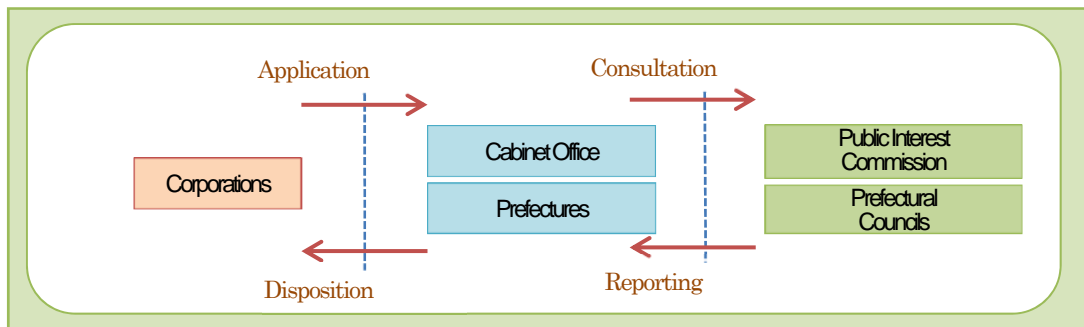 Application
Consultation
Corporations
Cabinet Office
Prefectures
Public Interest
Commission
Prefectural
Councils
Disposition
Reporting